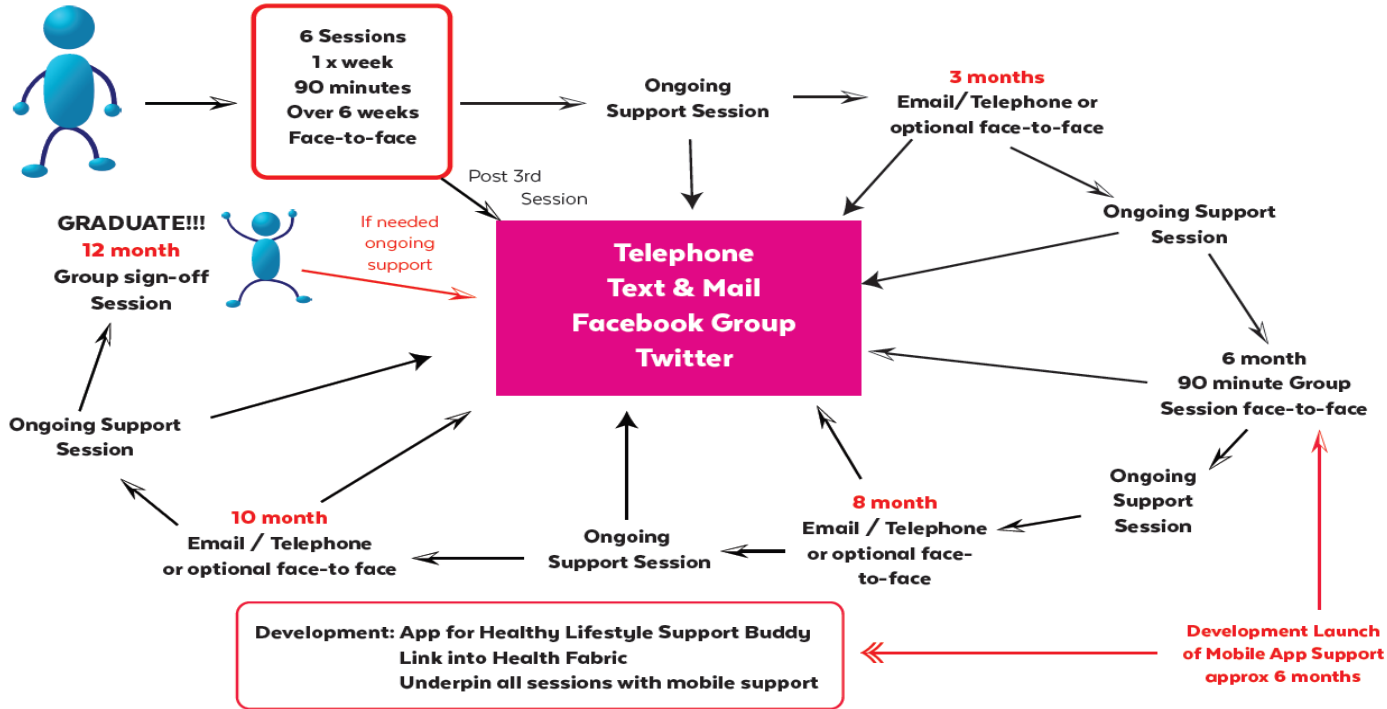 6 Sessions
1 x week
90 minutes
Over 6 weeks
Face-to-face
Ongoing
Support Session
3 months
Email/Telephone or
optional face-to-face
Post 3rd
Session
Ongoing Support
Session
GRADUATE!!!
12 month
Group sign-off
Session
If needed
ongoing
support
Telephone
Text & Mail
Facebook Group
Twitter
6 month
90 minute Group
Session face-to-face
Ongoing
Support
Session
8 month
Email / Telephone
or optional face-
to-face
Ongoing
Support Session
10 month
Email / Telephone
or optional face-to face
Ongoing Support
Session
Development: App for Healthy Lifestyle Support Buddy
Link into Health Fabric
Underpin all sessions with mobile support
Development Launch
of Mobile App Support
approx 6 months